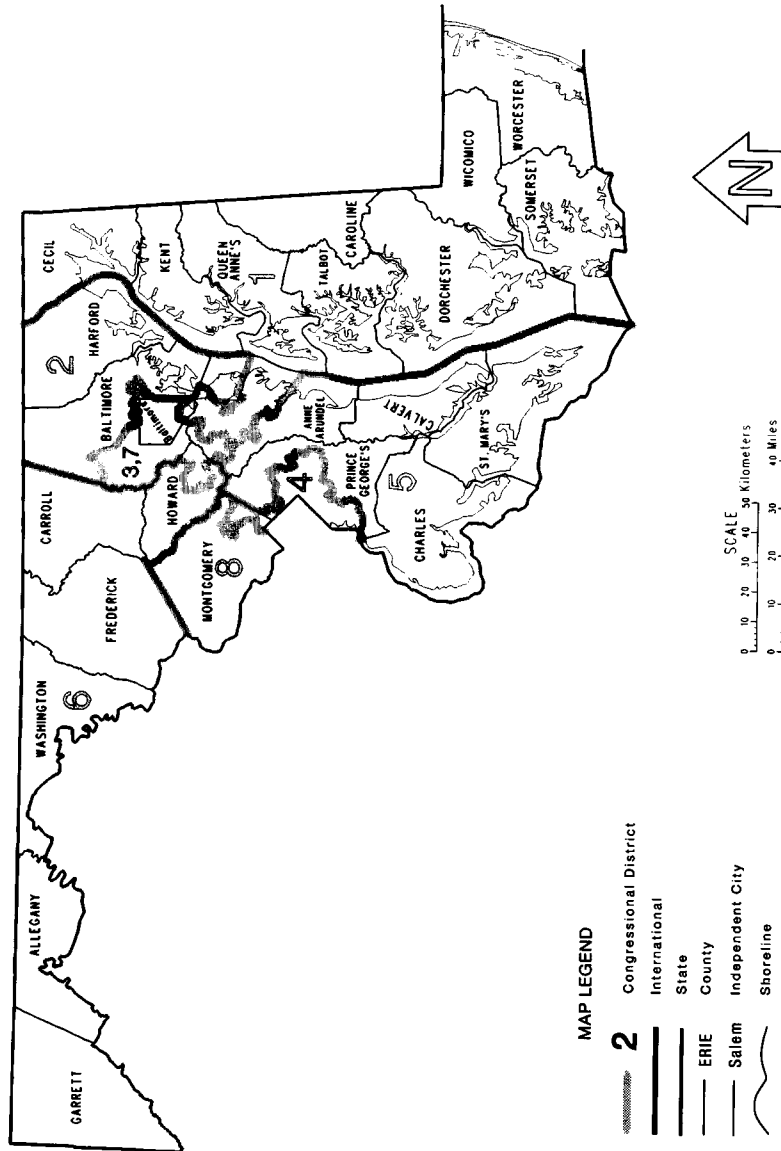 GARRETT
ALLEGANY
WASHINGTON
6
FREDERICK
CARROLL
BALTIMORE
Baltimore
3,7
2
HARFORD
CECIL
KENT
QUEEN
ANNE'S
1
HOWARD
MONTGOMERY
8
4
ANNE
ARUNDEL
PRINCE
GEORGE'S
5
CALVERT
CHARLES
ST. MARY'S
TALBOT
CAROLINE
DORCHESTER
WICOMICO
SOMERSET
WORCESTER
MAP LEGEND
2 Congressional District
International
State
ERIE County
Salem Independent City
Shoreline
SCALE
0 10 20 30 40 50 Kilometers
0 10 20 30 40 Miles
N